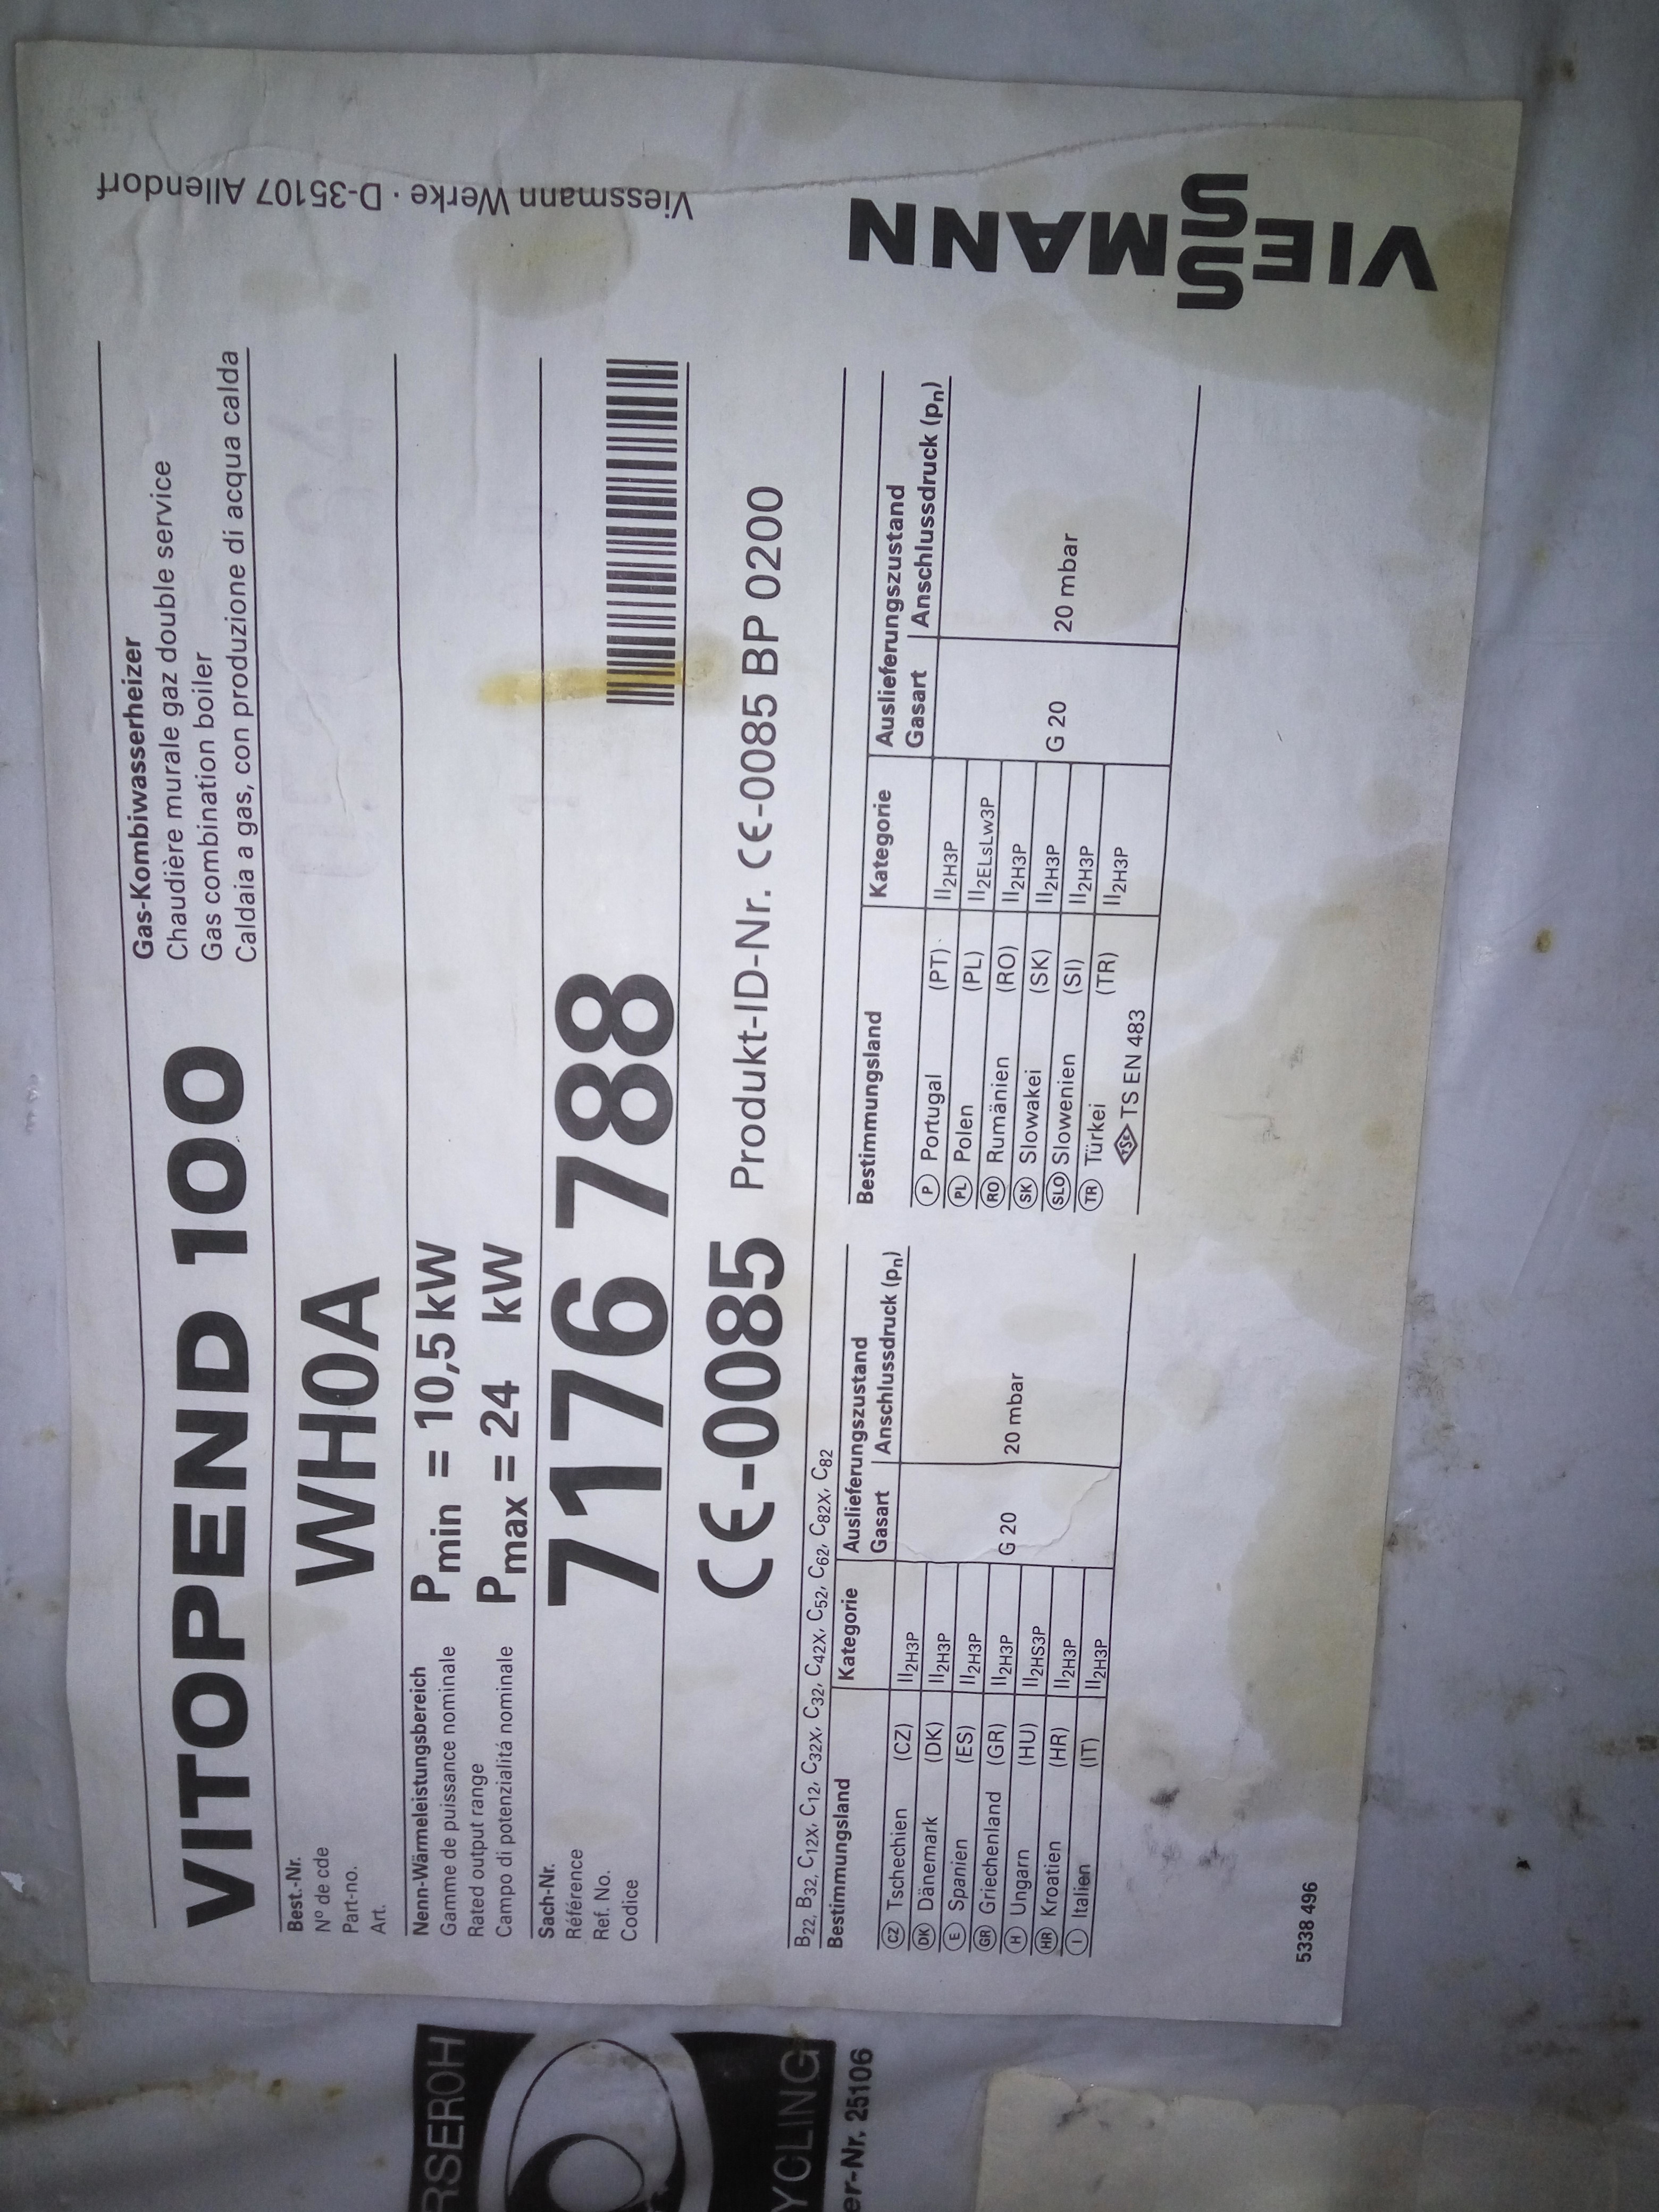 VITOPEND 100
Gas-Kombiwasserheizer
Chaudière murale gaz double service
Gas combination boiler
Caldaia a gas, con produzione di acqua calda
Best.-Nr.
N° de cde
Part-no.
Art.
WH0A
Nenn-Wärmeleistungsbereich
Gamme de puissance nominale
Rated output range
Campo di potenzialitá nominale
Pmin = 10,5 kW
Pmax = 24 kW
Sach-Nr.
Référence
Ref. No.
Codice
7176 788
CE-0085 Produkt-ID-Nr. CE-0085 BP 0200
B22, B32, C12X, C12, C32X, C32, C42X, C52, C62, C82X, C82
Bestimmungsland Kategorie Auslieferungszustand
Gasart Anschlussdruck (pn)
CZ Tschechien (CZ) II2H3P
DK Dänemark (DK) II2H3P
E Spanien (ES) II2H3P
GR Griechenland (GR) II2H3P G 20 20 mbar
H Ungarn (HU) II2HS3P
HR Kroatien (HR) II2H3P
I Italien (IT) II2H3P
Bestimmungsland Kategorie Auslieferungszustand
Gasart Anschlussdruck (pn)
P Portugal (PT) II2H3P
PL Polen (PL) II2ELsLw3P
RO Rumänien (RO) II2H3P
SK Slowakei (SK) II2H3P G 20 20 mbar
SLO Slowenien (SI) II2H3P
TR Türkei (TR) II2H3P
TSE TS EN 483
5338 496
Viessmann Werke · D-35107 Allendorf
VIESSMANN
RSEROH
YCLING
er-Nr. 25106